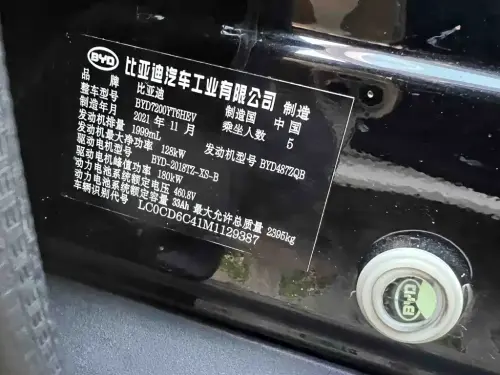 BYD 比亚迪汽车工业有限公司 制造
品牌 比亚迪 制造国 中国
整车型号 BYD7200YT6HEV 乘坐人数 5
制造年月 2021年11月
发动机排量 1999mL 发动机型号 BYD487ZQB
发动机最大净功率 128kW
驱动电机型号 BYD-2018TZ-XS-B
驱动电机峰值功率 180kW
动力电池系统额定电压 460.8V
动力电池系统额定容量 33Ah 最大允许总质量 2395kg
车辆识别代号 LC0CD6C41M1129387
BYD